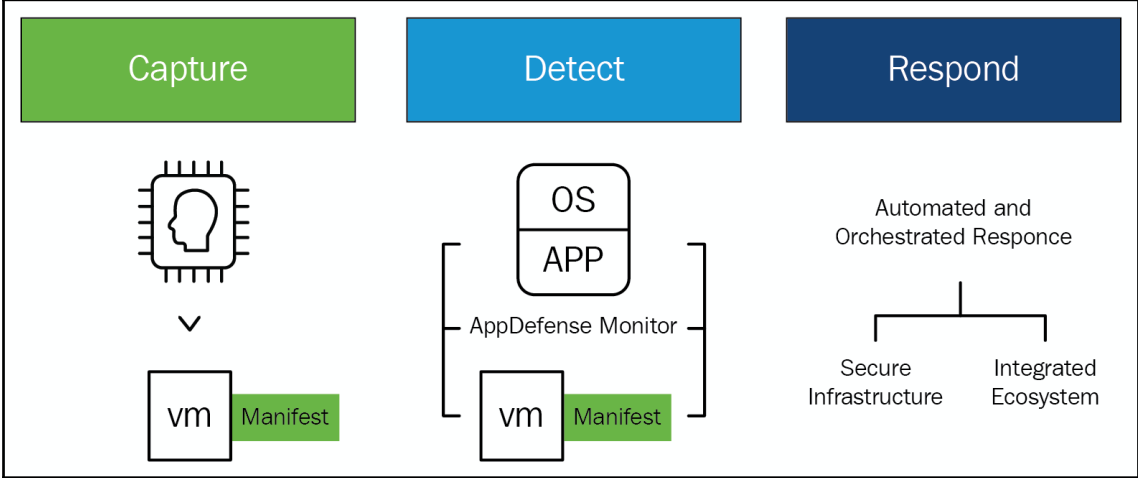 Capture
Detect
Respond
vm
Manifest
OS
APP
AppDefense Monitor
vm
Manifest
Automated and
Orchestrated Responce
Secure
Infrastructure
Integrated
Ecosystem